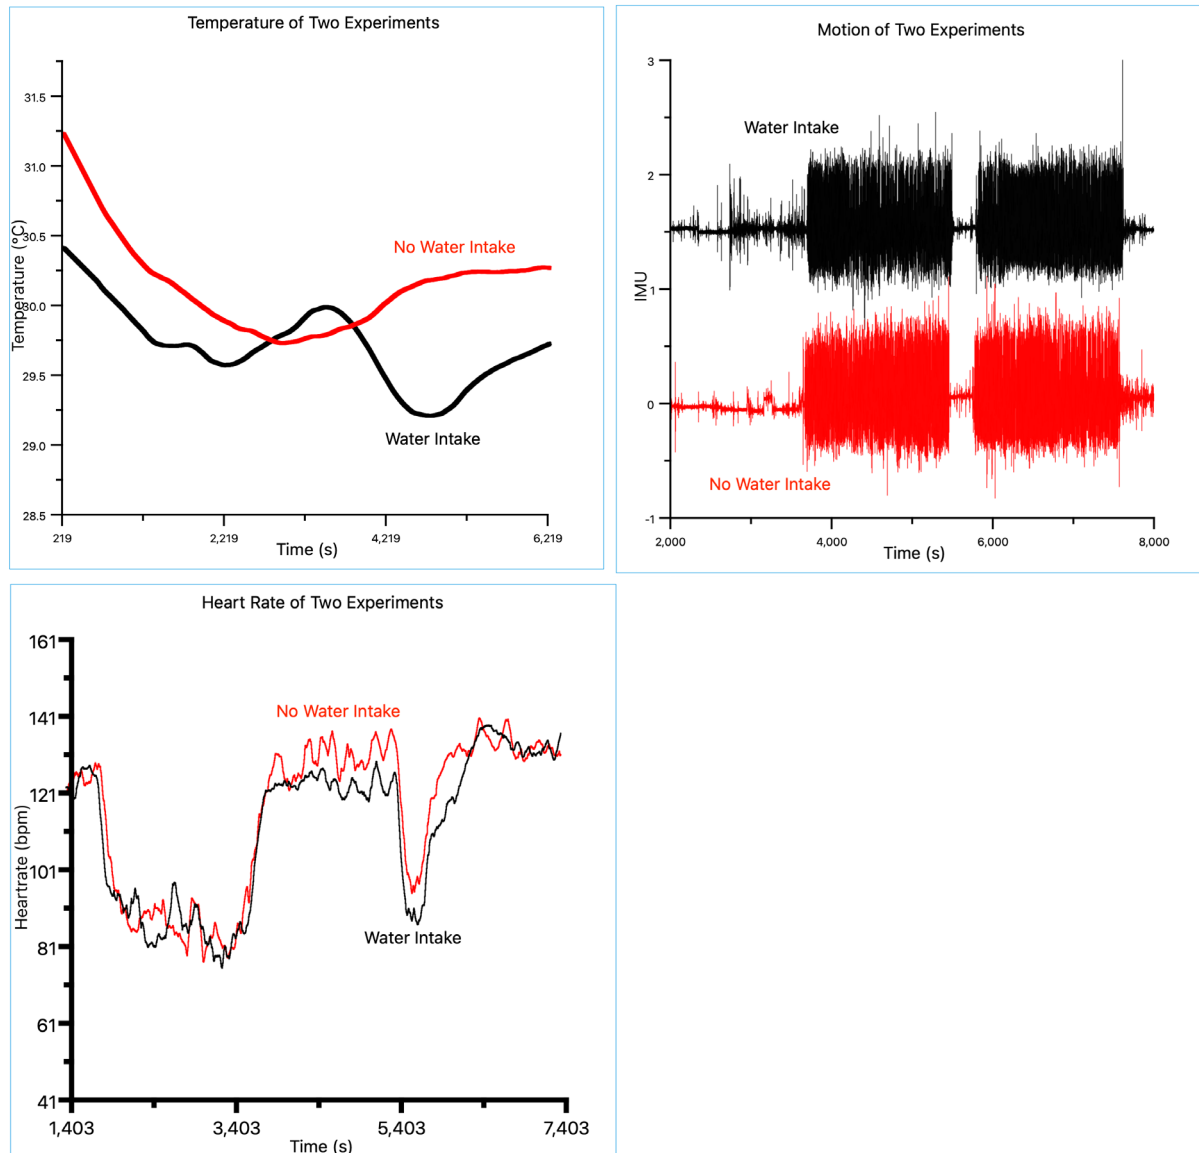 Temperature of Two Experiments
31.5
31.0
30.5
30.0
29.5
29.0
28.5
Temperature (°C)
No Water Intake
Water Intake
219
2,219
4,219
6,219
Time (s)
Motion of Two Experiments
3
2
1
0
-1
IMU
Water Intake
No Water Intake
2,000
4,000
6,000
8,000
Time (s)
Heart Rate of Two Experiments
161
141
121
101
81
61
41
Heartrate (bpm)
No Water Intake
Water Intake
1,403
3,403
5,403
7,403
Time (s)